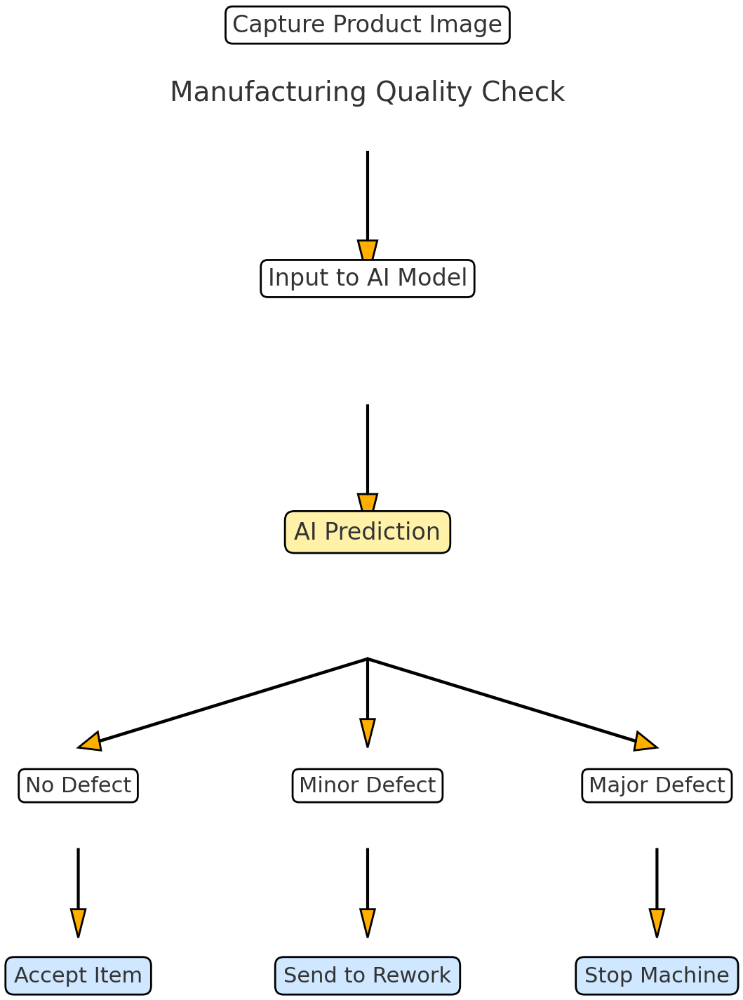 Capture Product Image
Manufacturing Quality Check
Input to AI Model
AI Prediction
No Defect
Minor Defect
Major Defect
Accept Item
Send to Rework
Stop Machine